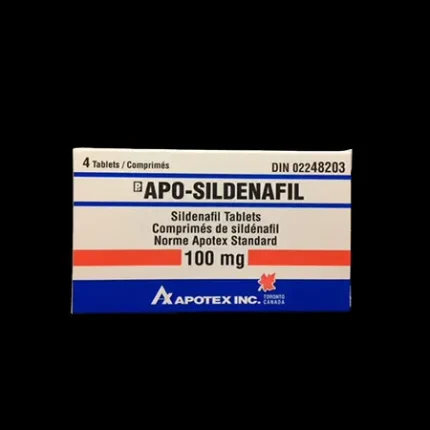 4 Tablets / Comprimés
DIN 02248203
APO-SILDENAFIL
Sildenafil Tablets
Comprimés de sildénafil
Norme Apotex Standard
100 mg
APOTEX INC.
TORONTO
CANADA